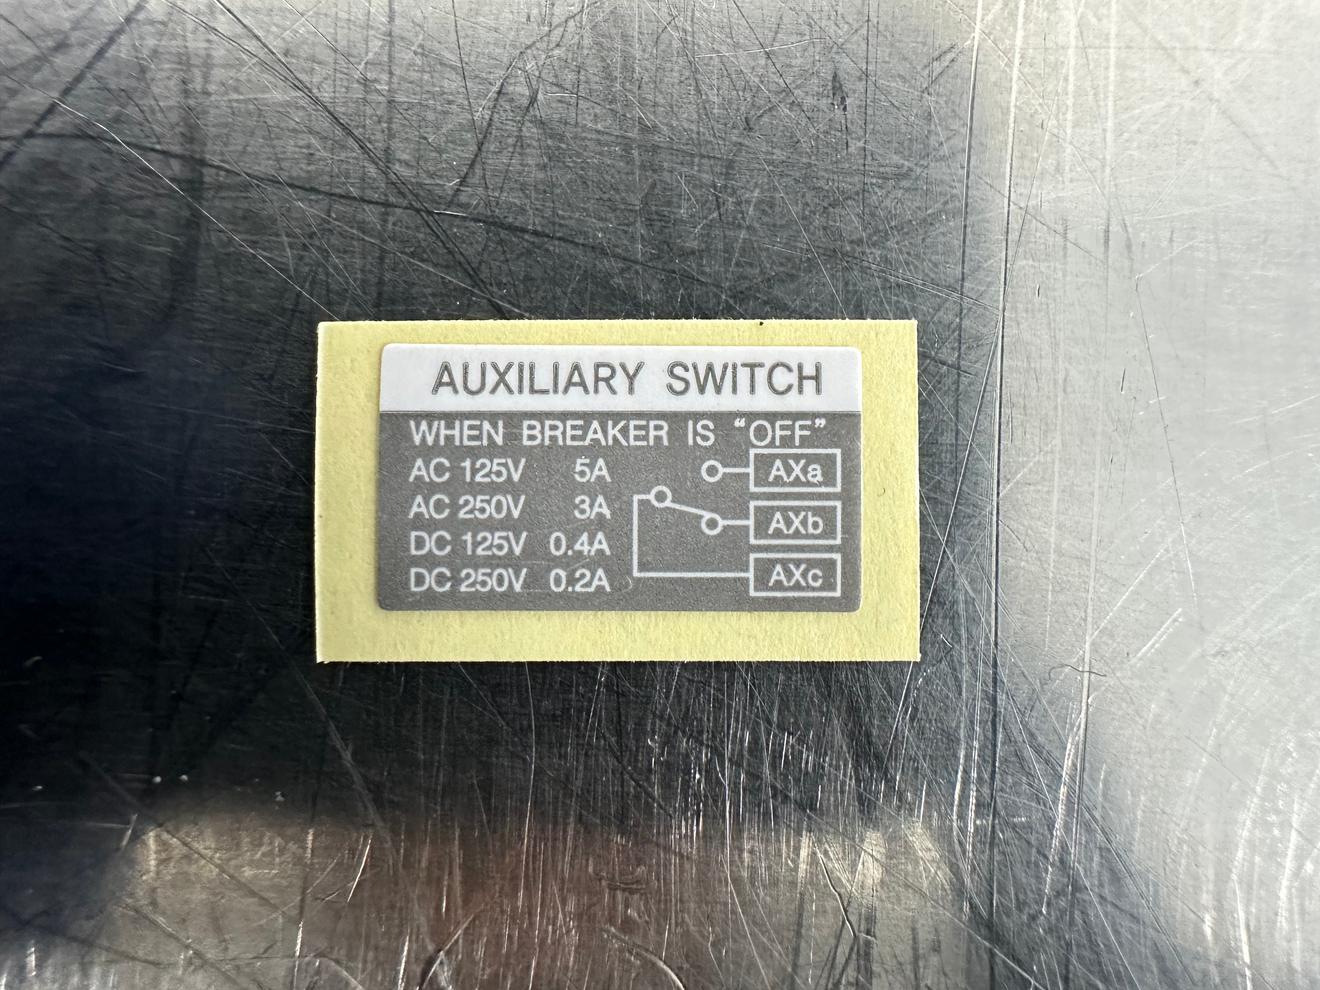 AUXILIARY SWITCH
WHEN BREAKER IS “OFF”
AC 125V 5A
AC 250V 3A
DC 125V 0.4A
DC 250V 0.2A
AXa
AXb
AXc